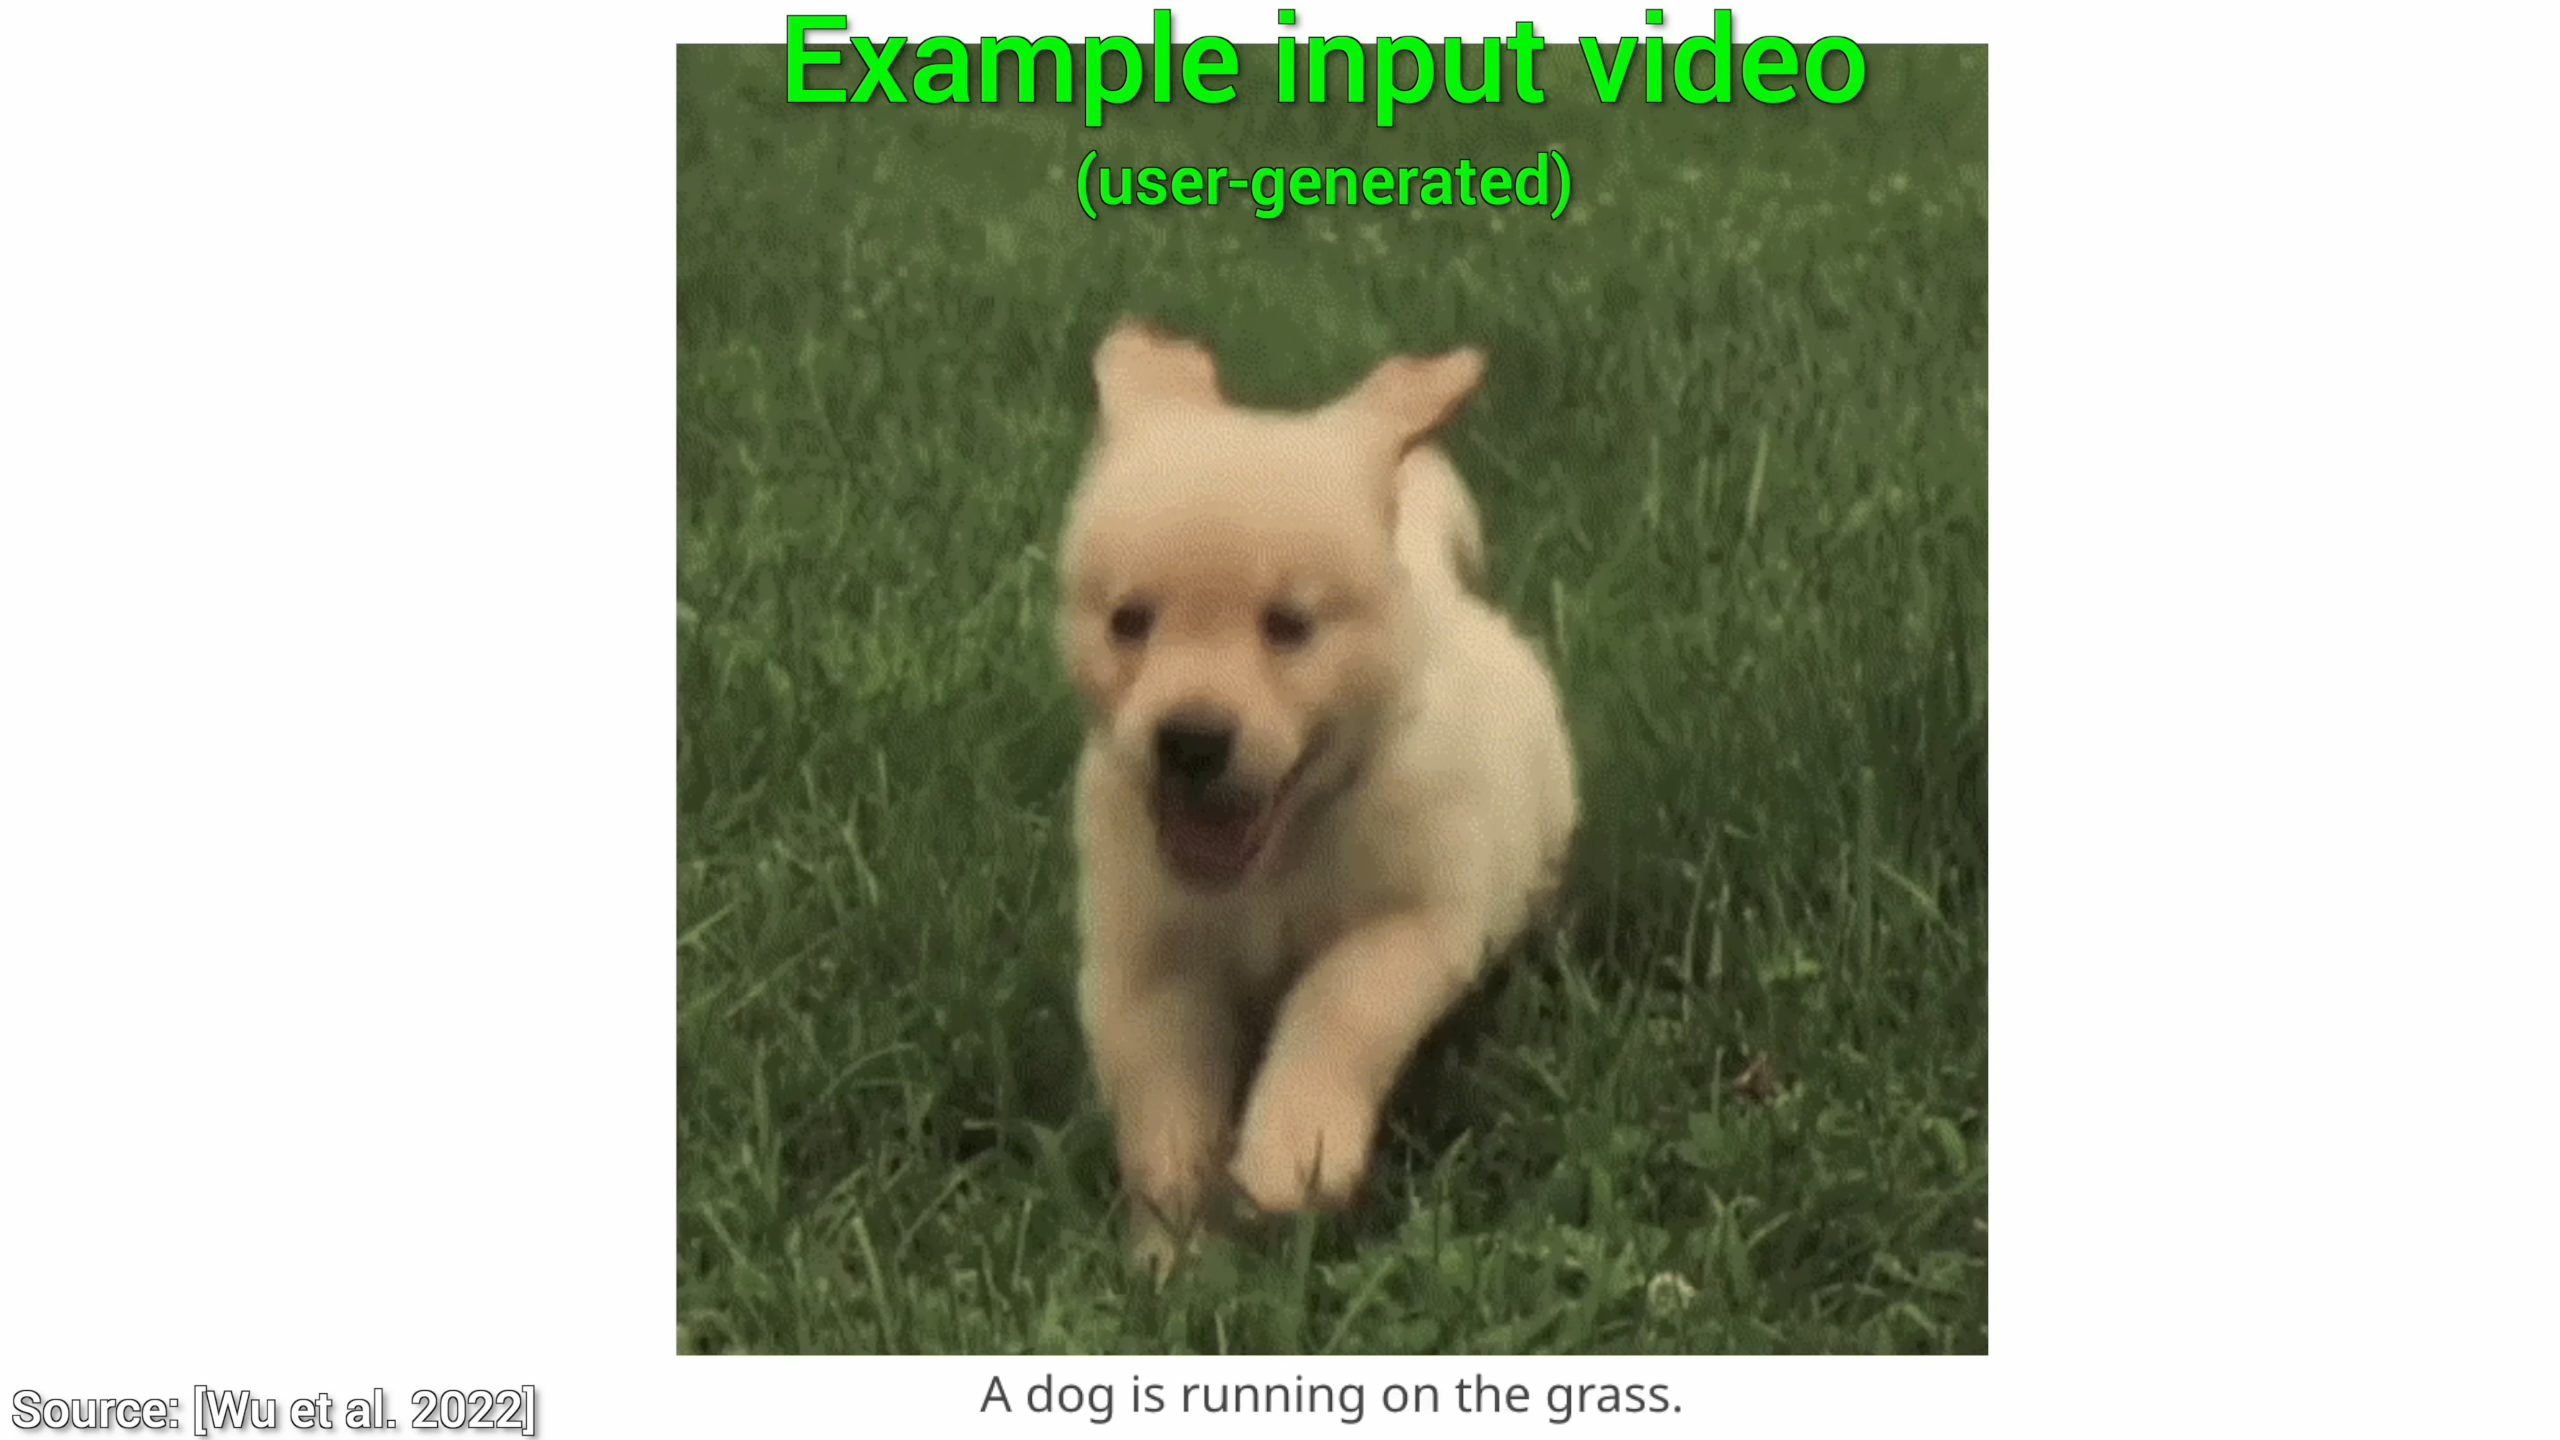 Example input video
(user-generated)
A dog is running on the grass.
Source: [Wu et al. 2022]